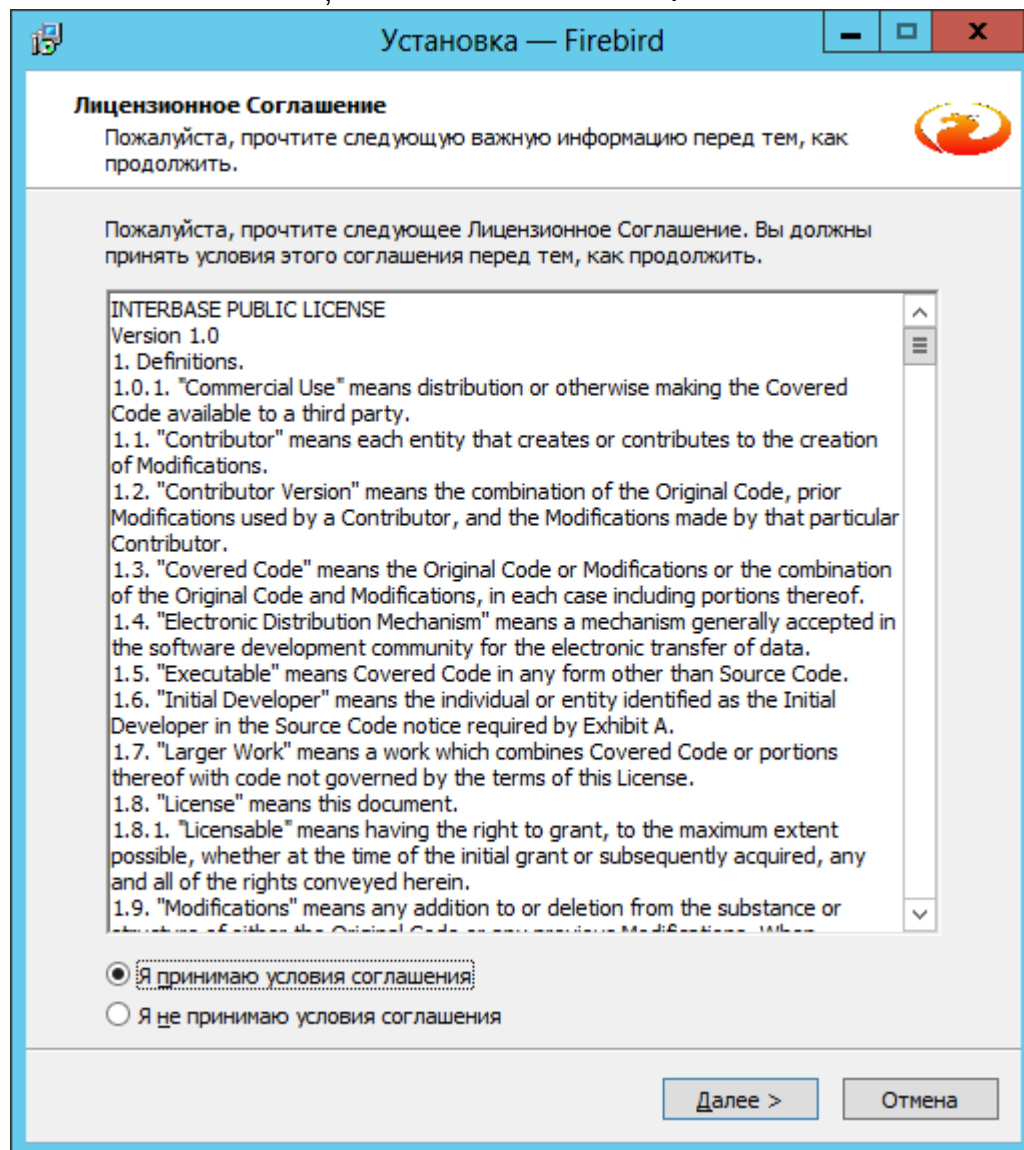 Установка — Firebird
Лицензионное Соглашение
Пожалуйста, прочтите следующую важную информацию перед тем, как
продолжить.
Пожалуйста, прочтите следующее Лицензионное Соглашение. Вы должны
принять условия этого соглашения перед тем, как продолжить.
INTERBASE PUBLIC LICENSE
Version 1.0
1. Definitions.
1.0.1. "Commercial Use" means distribution or otherwise making the Covered
Code available to a third party.
1.1. "Contributor" means each entity that creates or contributes to the creation
of Modifications.
1.2. "Contributor Version" means the combination of the Original Code, prior
Modifications used by a Contributor, and the Modifications made by that particular
Contributor.
1.3. "Covered Code" means the Original Code or Modifications or the combination
of the Original Code and Modifications, in each case including portions thereof.
1.4. "Electronic Distribution Mechanism" means a mechanism generally accepted in
the software development community for the electronic transfer of data.
1.5. "Executable" means Covered Code in any form other than Source Code.
1.6. "Initial Developer" means the individual or entity identified as the Initial
Developer in the Source Code notice required by Exhibit A.
1.7. "Larger Work" means a work which combines Covered Code or portions
thereof with code not governed by the terms of this License.
1.8. "License" means this document.
1.8.1. "Licensable" means having the right to grant, to the maximum extent
possible, whether at the time of the initial grant or subsequently acquired, any
and all of the rights conveyed herein.
1.9. "Modifications" means any addition to or deletion from the substance or
structure of either the Original Code or any previous Modifications. When
Я принимаю условия соглашения
Я не принимаю условия соглашения
Далее >
Отмена